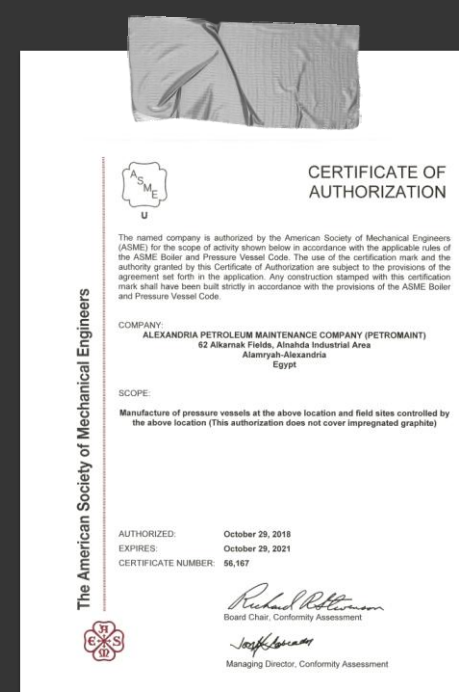 ASME
U
CERTIFICATE OF
AUTHORIZATION
The named company is authorized by the American Society of Mechanical Engineers
(ASME) for the scope of activity shown below in accordance with the applicable rules of
the ASME Boiler and Pressure Vessel Code. The use of the certification mark and the
authority granted by this Certificate of Authorization are subject to the provisions of the
agreement set forth in the application. Any construction stamped with this certification
mark shall have been built strictly in accordance with the provisions of the ASME Boiler
and Pressure Vessel Code.
COMPANY:
ALEXANDRIA PETROLEUM MAINTENANCE COMPANY (PETROMAINT)
62 Alkarnak Fields, Alnahda Industrial Area
Alamryah-Alexandria
Egypt
SCOPE:
Manufacture of pressure vessels at the above location and field sites controlled by
the above location (This authorization does not cover impregnated graphite)
AUTHORIZED: October 29, 2018
EXPIRES: October 29, 2021
CERTIFICATE NUMBER: 56,167
Board Chair, Conformity Assessment
Managing Director, Conformity Assessment
The American Society of Mechanical Engineers